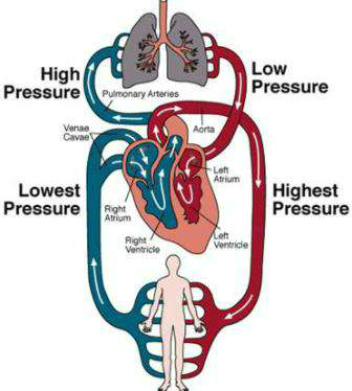 High
Pressure
Low
Pressure
Pulmonary Arteries
Venae
Cavae
Aorta
Left
Atrium
Lowest
Pressure
Highest
Pressure
Right
Atrium
Right
Ventricle
Left
Ventricle